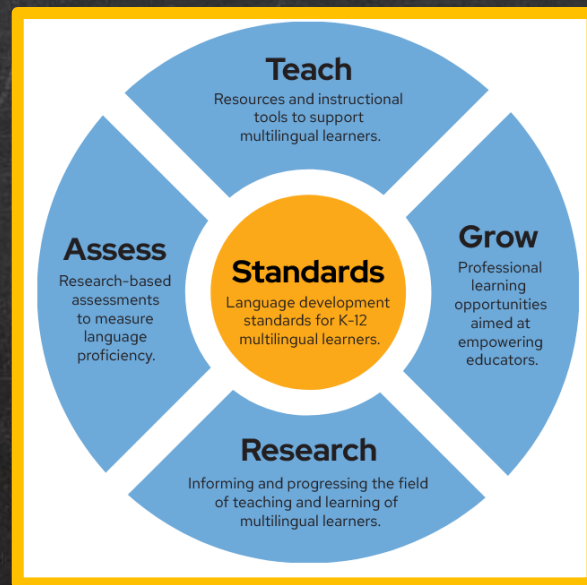 Teach
Resources and instructional
tools to support
multilingual learners.
Assess
Research-based
assessments
to measure
language
proficiency.
Standards
Language development
standards for K-12
multilingual learners.
Grow
Professional
learning
opportunities
aimed at
empowering
educators.
Research
Informing and progressing the field
of teaching and learning of
multilingual learners.